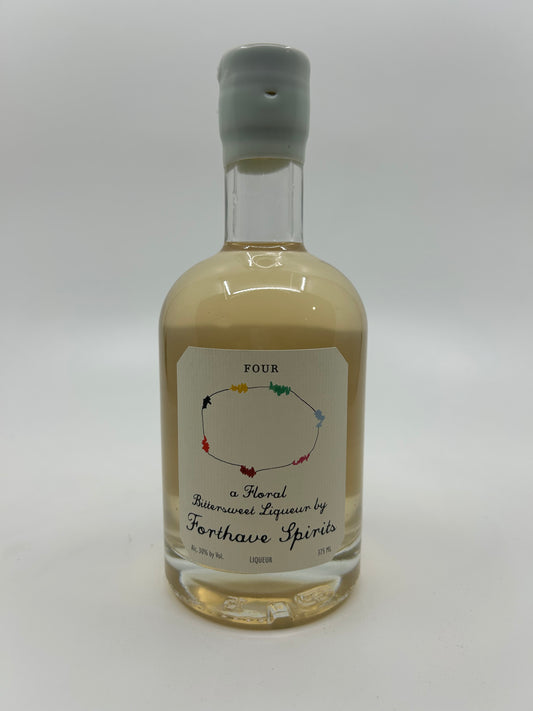 FOUR
a Floral
Bittersweet Liqueur by
Forthave Spirits
Alc. 30% by Vol.
LIQUEUR
375 ML